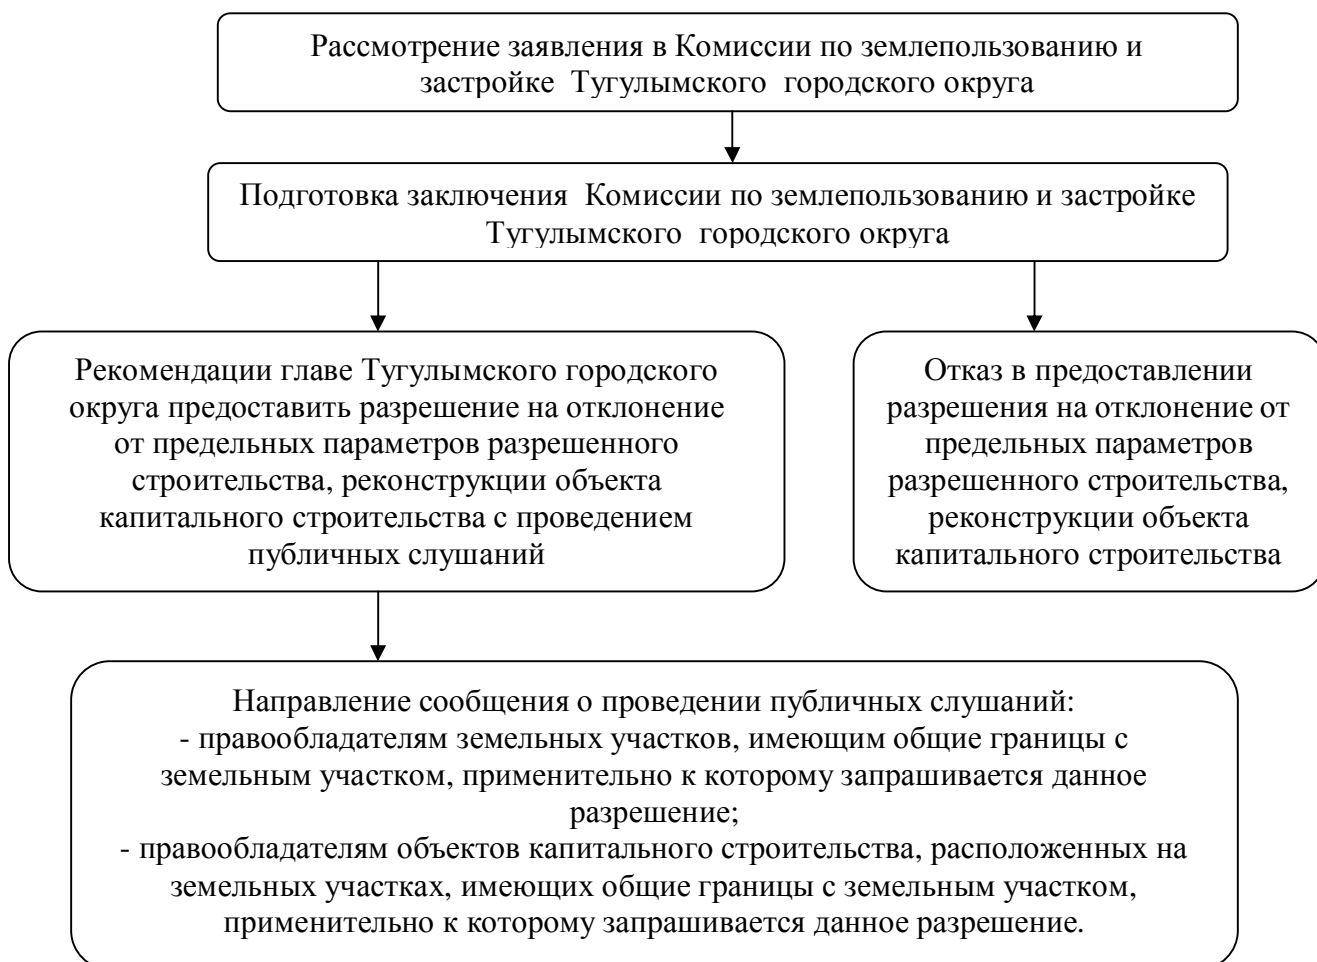 Рассмотрение заявления в Комиссии по землепользованию и
застройке Тугулымского городского округа
Подготовка заключения Комиссии по землепользованию и застройке
Тугулымского городского округа
Рекомендации главе Тугулымского городского
округа предоставить разрешение на отклонение
от предельных параметров разрешенного
строительства, реконструкции объекта
капитального строительства с проведением
публичных слушаний
Отказ в предоставлении
разрешения на отклонение от
предельных параметров
разрешенного строительства,
реконструкции объекта
капитального строительства
Направление сообщения о проведении публичных слушаний:
- правообладателям земельных участков, имеющим общие границы с
земельным участком, применительно к которому запрашивается данное
разрешение;
- правообладателям объектов капитального строительства, расположенных на
земельных участках, имеющих общие границы с земельным участком,
применительно к которому запрашивается данное разрешение.